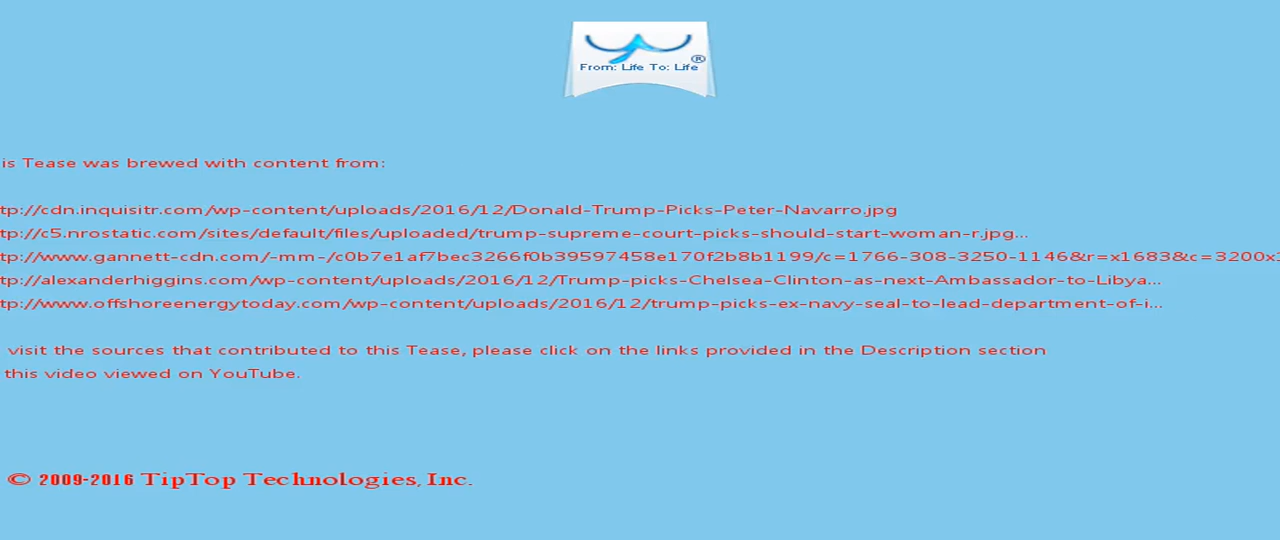 From: Life To: Life®
is Tease was brewed with content from:
tp://cdn.inquisitr.com/wp-content/uploads/2016/12/Donald-Trump-Picks-Peter-Navarro.jpg
tp://c5.nrostatic.com/sites/default/files/uploaded/trump-supreme-court-picks-should-start-woman-r.jpg...
tp://www.gannett-cdn.com/-mm-/c0b7e1af7bec3266f0b39597458e170f2b8b1199/c=1766-308-3250-1146&r=x1683&c=3200x1
tp://alexanderhiggins.com/wp-content/uploads/2016/12/Trump-picks-Chelsea-Clinton-as-next-Ambassador-to-Libya...
tp://www.offshoreenergytoday.com/wp-content/uploads/2016/12/trump-picks-ex-navy-seal-to-lead-department-of-i...
visit the sources that contributed to this Tease, please click on the links provided in the Description section
this video viewed on YouTube.
© 2009-2016 TipTop Technologies, Inc.